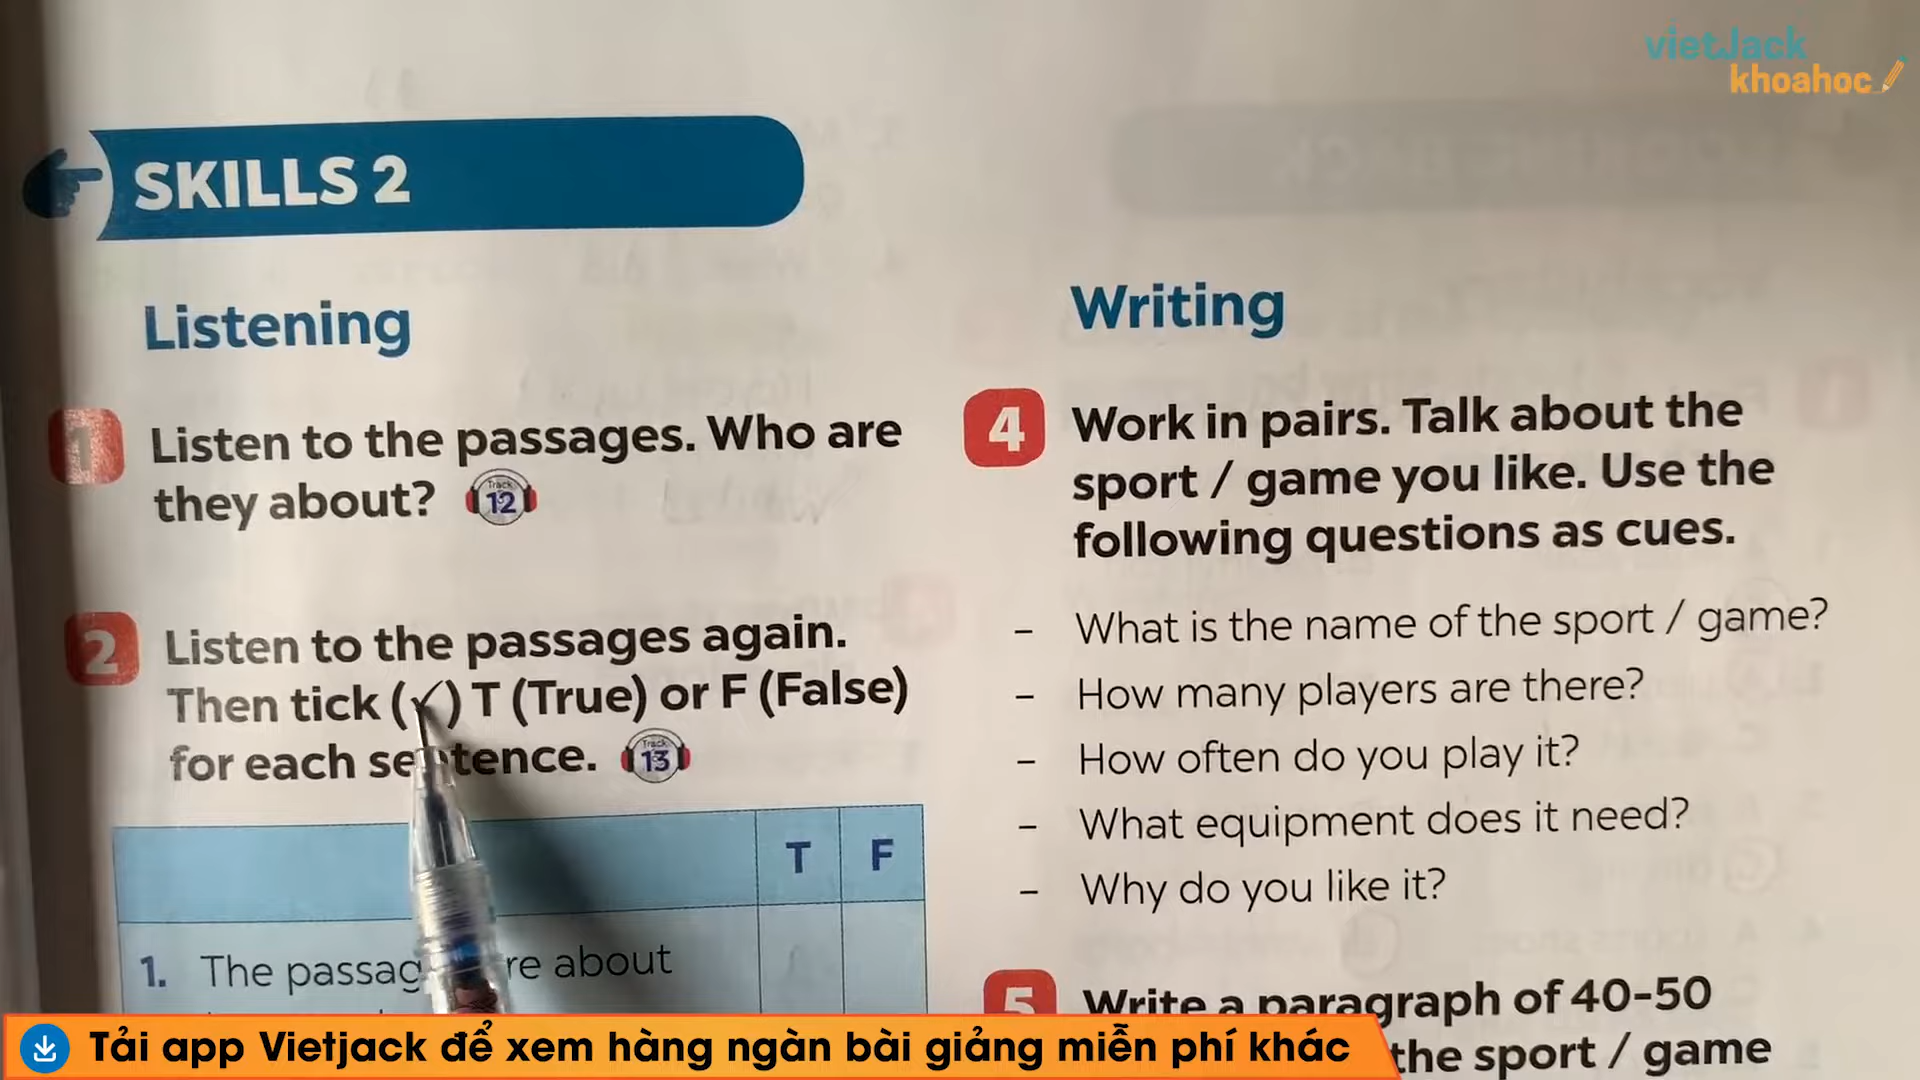 vietJack
khoahoc
SKILLS 2
Listening
1 Listen to the passages. Who are
they about? Track 12
2 Listen to the passages again.
Then tick (✓) T (True) or F (False)
for each sentence. Track 13
T F
1. The passag re about
Writing
4 Work in pairs. Talk about the
sport / game you like. Use the
following questions as cues.
– What is the name of the sport / game?
– How many players are there?
– How often do you play it?
– What equipment does it need?
– Why do you like it?
5 Write a paragraph of 40-50
the sport / game
Tải app Vietjack để xem hàng ngàn bài giảng miễn phí khác